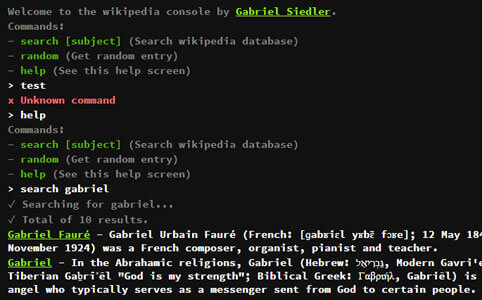 Welcome to the wikipedia console by Gabriel Siedler.
Commands:
- search [subject] (Search wikipedia database)
- random (Get random entry)
- help (See this help screen)
> test
x Unknown command
> help
Commands:
- search [subject] (Search wikipedia database)
- random (Get random entry)
- help (See this help screen)
> search gabriel
✓ Searching for gabriel...
✓ Total of 10 results.
Gabriel Fauré - Gabriel Urbain Fauré (French: [ɡabʁiɛl yʁbɛ̃ fɔʁe]; 12 May 184
November 1924) was a French composer, organist, pianist and teacher.
Gabriel - In the Abrahamic religions, Gabriel (Hebrew: גַּבְרִיאֵל, Modern Gavri'e
Tiberian Gaḇrîʼēl "God is my strength"; Biblical Greek: Γαβριήλ, Gabriēl) is
angel who typically serves as a messenger sent from God to certain people.